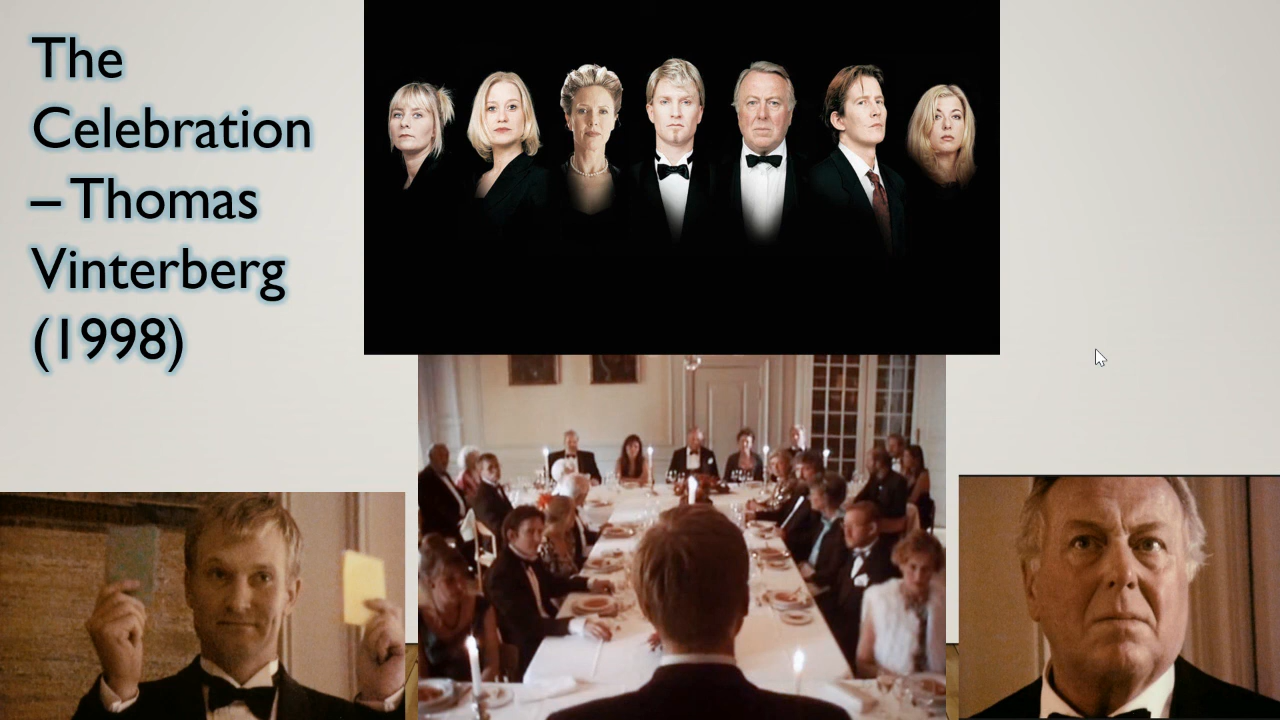 The
Celebration
– Thomas
Vinterberg
(1998)